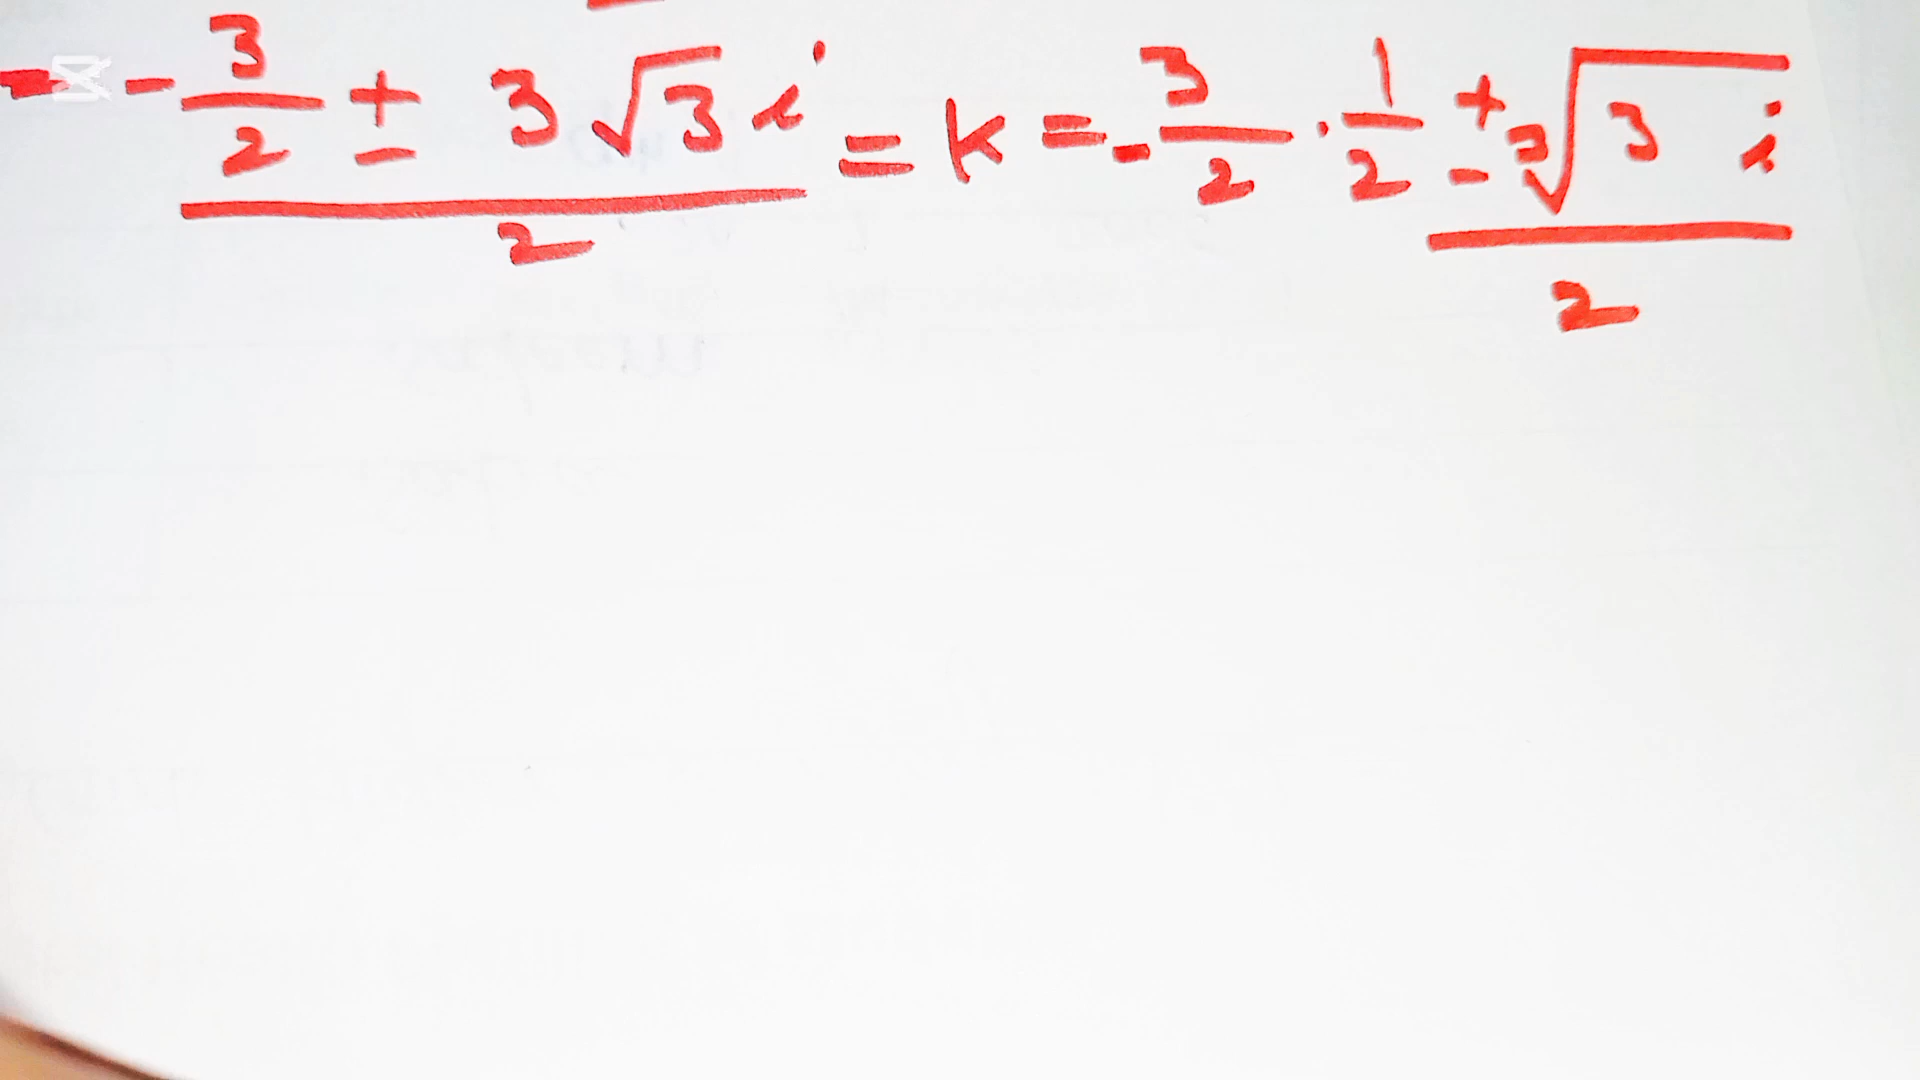 = (-3/2 ± 3√3 i)/2 = k = -3/2 · 1/2 ± (³√(3 i))/2